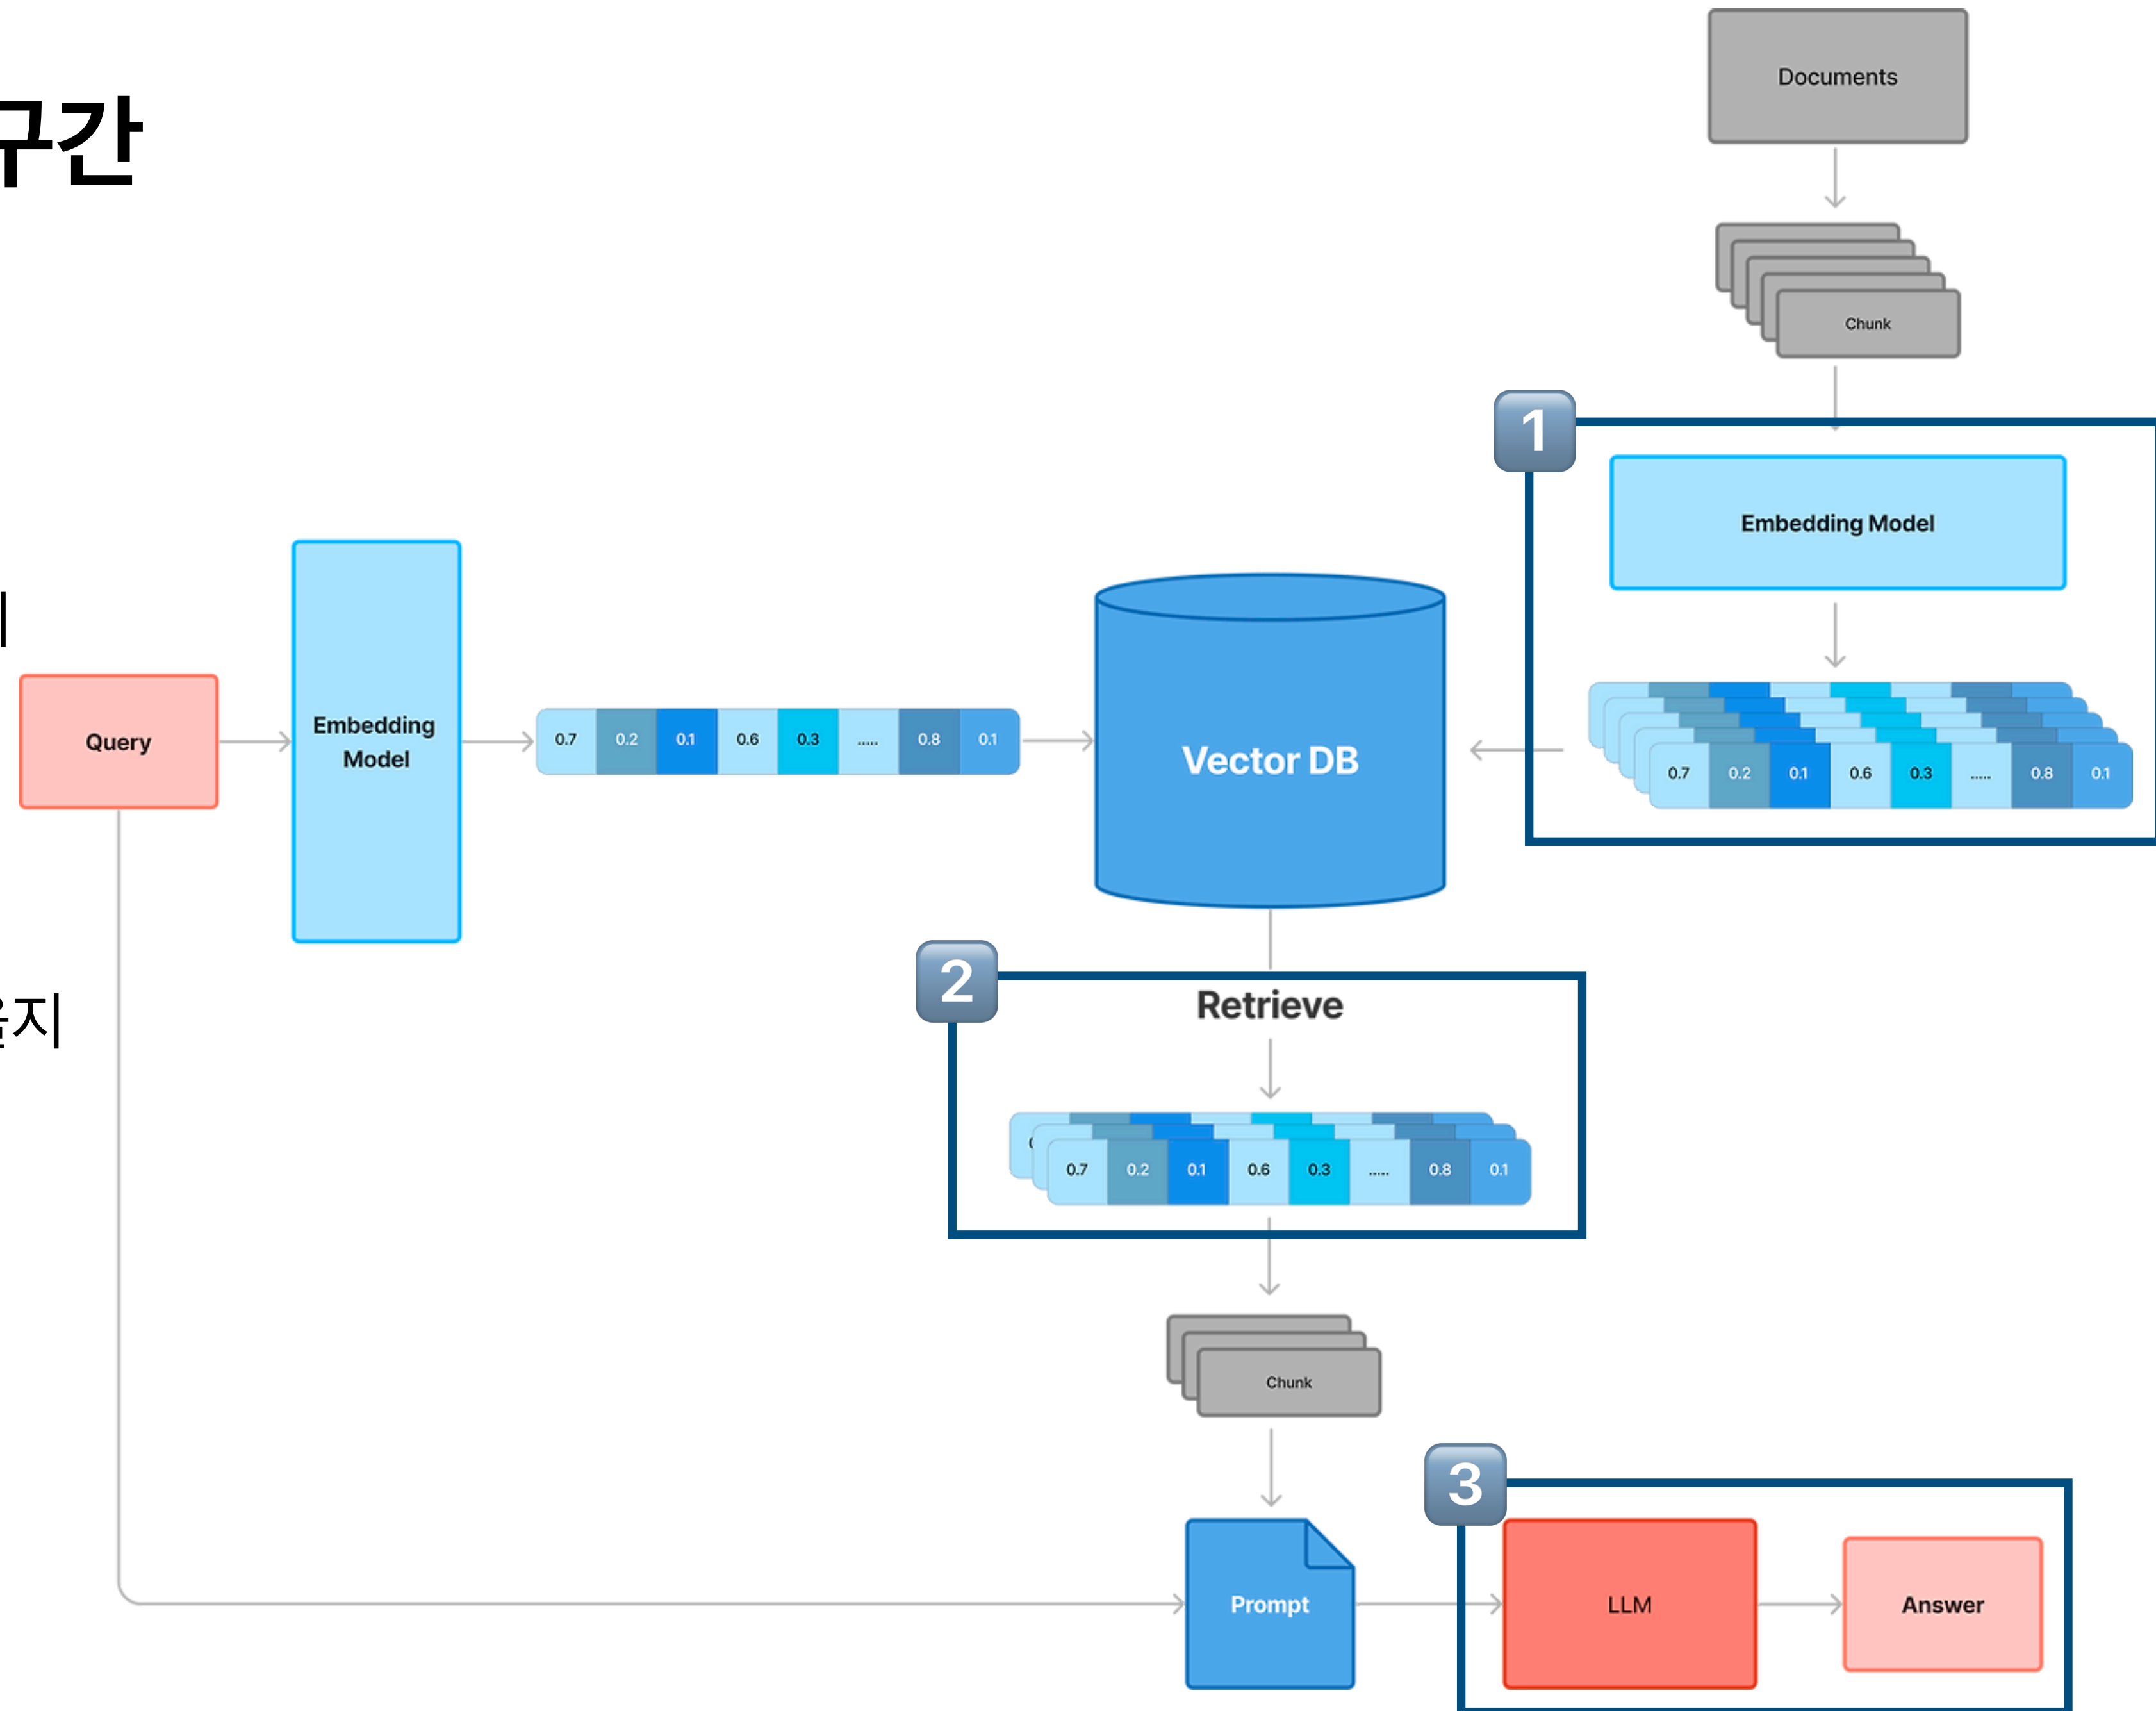 구간
Documents
Chunk
1
Embedding Model
Query
Embedding
Model
0.7 0.2 0.1 0.6 0.3 ..... 0.8 0.1
Vector DB
0.7 0.2 0.1 0.6 0.3 ..... 0.8 0.1
2
Retrieve
0.7 0.2 0.1 0.6 0.3 ..... 0.8 0.1
Chunk
3
Prompt
LLM
Answer